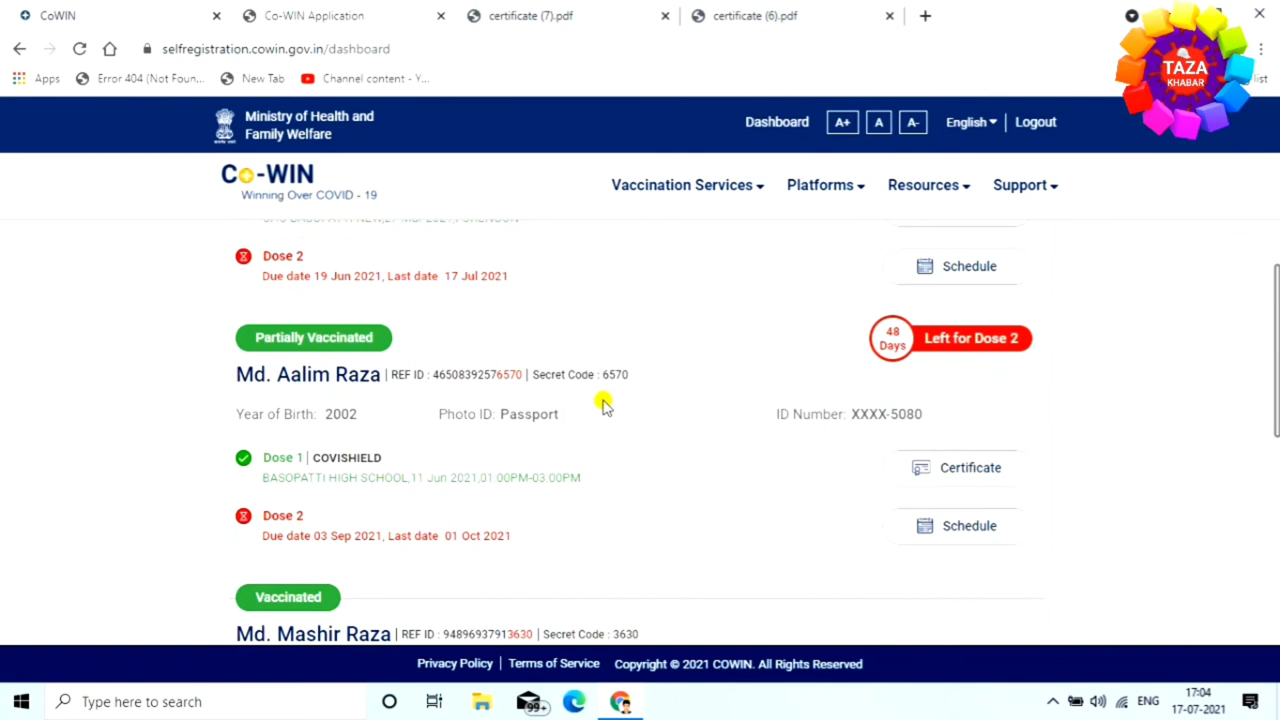 CoWIN
Co-WIN Application
certificate (7).pdf
certificate (6).pdf
selfregistration.cowin.gov.in/dashboard
Apps
Error 404 (Not Foun...
New Tab
Channel content - Y...
list
TAZA
KHABAR
Ministry of Health and
Family Welfare
Dashboard
A+
A
A-
English
Logout
Co-WIN
Winning Over COVID - 19
Vaccination Services
Platforms
Resources
Support
Dose 2
Due date 19 Jun 2021, Last date 17 Jul 2021
Schedule
Partially Vaccinated
48
Days
Left for Dose 2
Md. Aalim Raza | REF ID : 46508392576570 | Secret Code : 6570
Year of Birth: 2002
Photo ID: Passport
ID Number: XXXX-5080
Dose 1 | COVISHIELD
BASOPATTI HIGH SCHOOL,11 Jun 2021,01:00PM-03:00PM
Certificate
Dose 2
Due date 03 Sep 2021, Last date 01 Oct 2021
Schedule
Vaccinated
Md. Mashir Raza | REF ID : 94896937913630 | Secret Code : 3630
Privacy Policy | Terms of Service Copyright © 2021 COWIN. All Rights Reserved
Type here to search
99+
ENG
17:04
17-07-2021